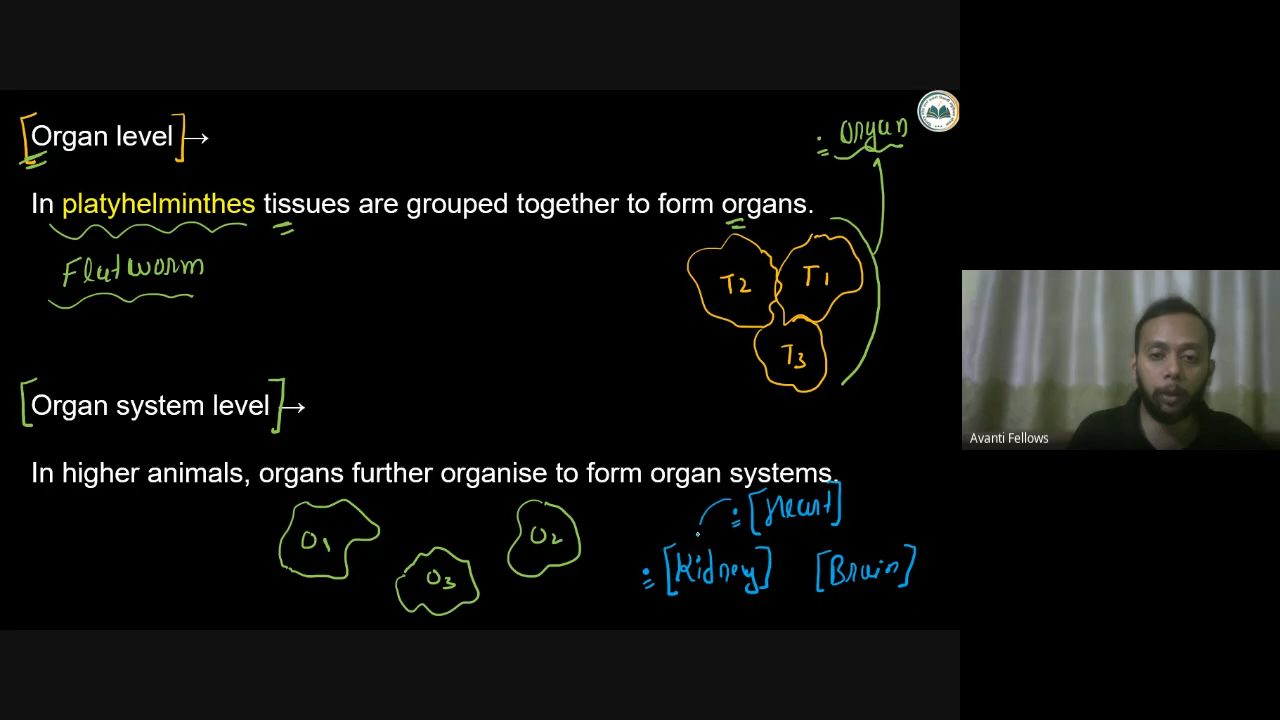 [Organ level] →
organ
In platyhelminthes tissues are grouped together to form organs.
Flatworm
T2 T1
T3
[Organ system level] →
In higher animals, organs further organise to form organ systems.
[Heart]
O1 O3 O2
[Kidney] [Brain]
Avanti Fellows